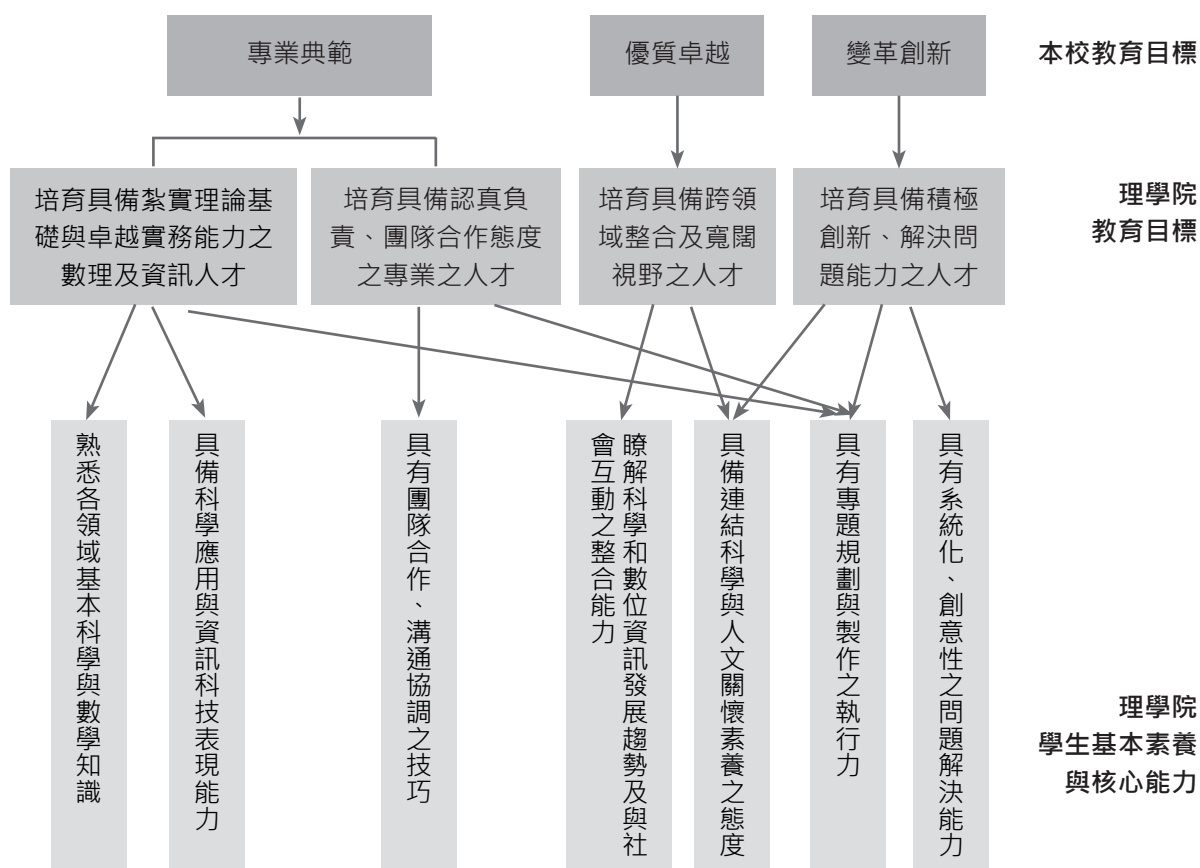 專業典範
優質卓越
變革創新
本校教育目標
培育具備紮實理論基
礎與卓越實務能力之
數理及資訊人才
培育具備認真負
責、團隊合作態度
之專業之人才
培育具備跨領
域整合及寬闊
視野之人才
培育具備積極
創新、解決問
題能力之人才
理學院
教育目標
熟悉各領域基本科學與數學知識
具備科學應用與資訊科技表現能力
具有團隊合作、溝通協調之技巧
瞭解科學和數位資訊發展趨勢及與社
會互動之整合能力
具備連結科學與人文關懷素養之態度
具有專題規劃與製作之執行力
具有系統化、創意性之問題解決能力
理學院
學生基本素養
與核心能力